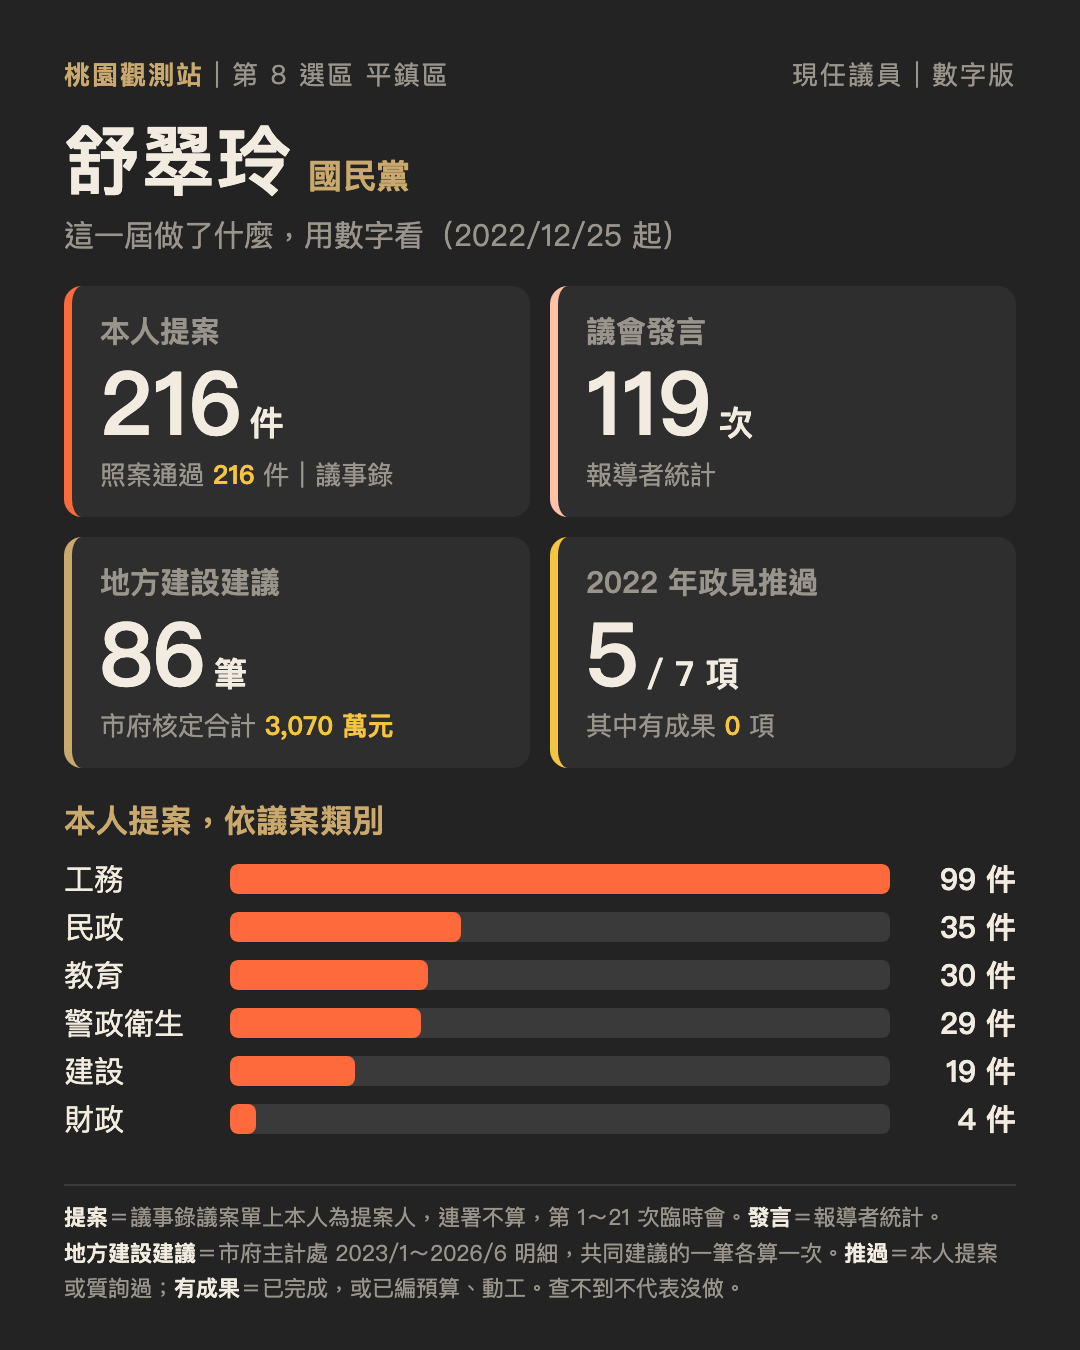 桃園觀測站｜第 8 選區 平鎮區
現任議員｜數字版
舒翠玲 國民黨
這一屆做了什麼，用數字看（2022/12/25 起）
本人提案
216 件
照案通過 216 件｜議事錄
議會發言
119 次
報導者統計
地方建設建議
86 筆
市府核定合計 3,070 萬元
2022 年政見推過
5 / 7 項
其中有成果 0 項
本人提案，依議案類別
工務 99 件
民政 35 件
教育 30 件
警政衛生 29 件
建設 19 件
財政 4 件
提案＝議事錄議案單上本人為提案人，連署不算，第 1～21 次臨時會。發言＝報導者統計。
地方建設建議＝市府主計處 2023/1～2026/6 明細，共同建議的一筆各算一次。推過＝本人提案
或質詢過；有成果＝已完成，或已編預算、動工。查不到不代表沒做。